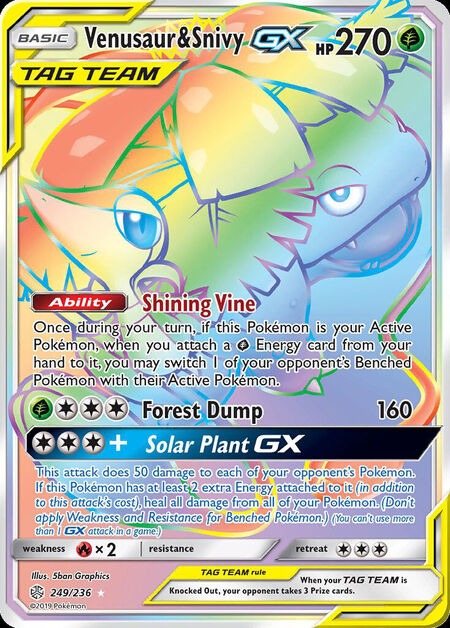 BASIC Venusaur&Snivy GX HP270
TAG TEAM
Ability Shining Vine
Once during your turn, if this Pokémon is your Active
Pokémon, when you attach a Energy card from your
hand to it, you may switch 1 of your opponent's Benched
Pokémon with their Active Pokémon.
Forest Dump 160
+ Solar Plant GX
This attack does 50 damage to each of your opponent's Pokémon.
If this Pokémon has at least 2 extra Energy attached to it (in addition
to this attack's cost), heal all damage from all of your Pokémon. (Don't
apply Weakness and Resistance for Benched Pokémon.) (You can't use more
than 1 GX attack in a game.)
weakness ×2 resistance retreat
Illus. 5ban Graphics
249/236
©2019 Pokémon
TAG TEAM rule
When your TAG TEAM is
Knocked Out, your opponent takes 3 Prize cards.